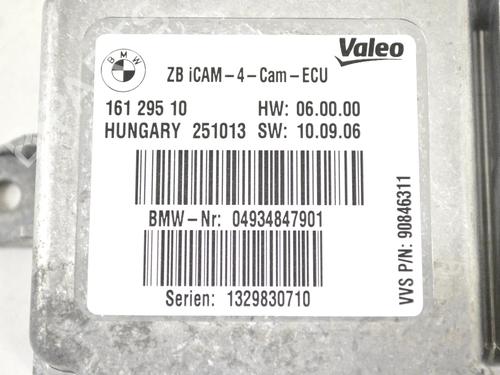 BMW
Valeo
ZB iCAM-4-Cam-ECU
161 295 10 HW: 06.00.00
HUNGARY 251013 SW: 10.09.06
BMW-Nr: 04934847901
Serien: 1329830710
VVS P/N: 90846311